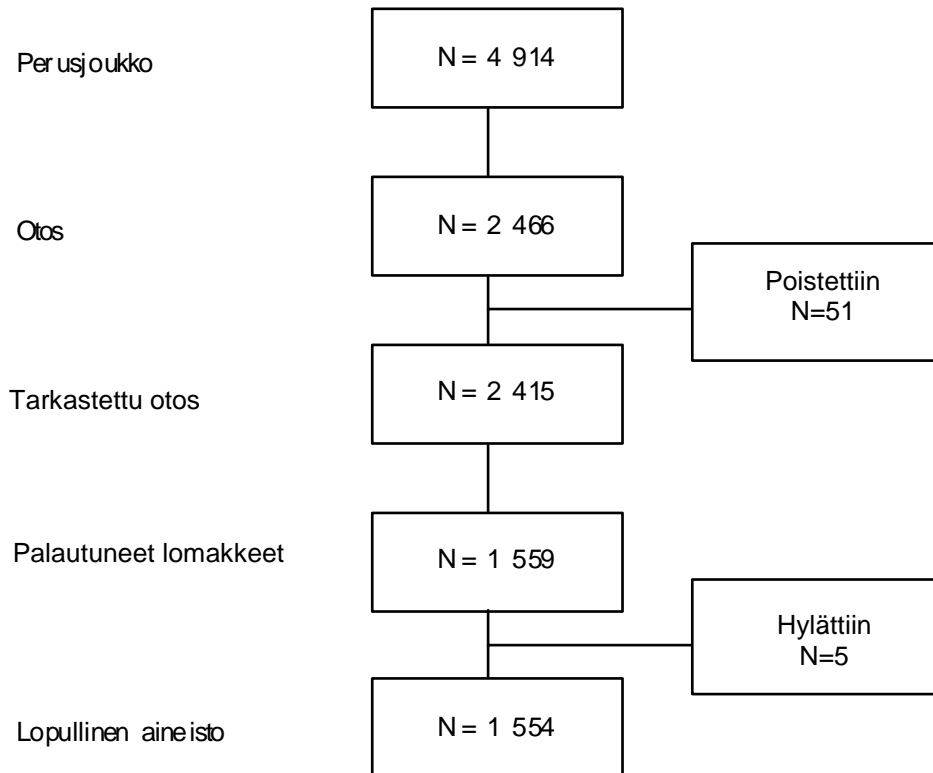 Perusjoukko
N = 4 914
Otos
N = 2 466
Poistettiin
N=51
Tarkastettu otos
N = 2 415
Palautuneet lomakkeet
N = 1 559
Hylättiin
N=5
Lopullinen aineisto
N = 1 554